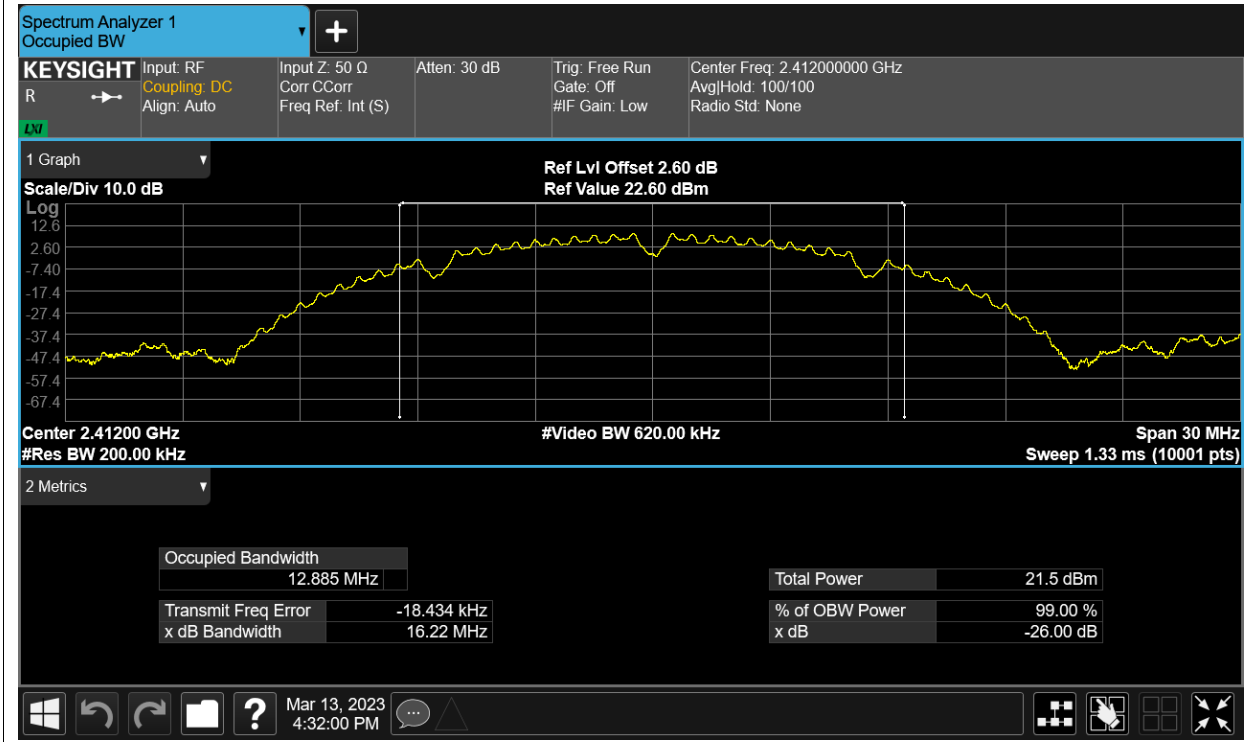 Spectrum Analyzer 1
Occupied BW
KEYSIGHT
R
LXI
Input: RF
Coupling: DC
Align: Auto
Input Z: 50 Ω
Corr CCorr
Freq Ref: Int (S)
Atten: 30 dB
Trig: Free Run
Gate: Off
#IF Gain: Low
Center Freq: 2.412000000 GHz
Avg|Hold: 100/100
Radio Std: None
1 Graph
Scale/Div 10.0 dB
Ref Lvl Offset 2.60 dB
Ref Value 22.60 dBm
Log
12.6
2.60
-7.40
-17.4
-27.4
-37.4
-47.4
-57.4
-67.4
Center 2.41200 GHz
#Video BW 620.00 kHz
Span 30 MHz
#Res BW 200.00 kHz
Sweep 1.33 ms (10001 pts)
2 Metrics
Occupied Bandwidth
12.885 MHz
Total Power 21.5 dBm
Transmit Freq Error -18.434 kHz
% of OBW Power 99.00 %
x dB Bandwidth 16.22 MHz
x dB -26.00 dB
?
Mar 13, 2023
4:32:00 PM